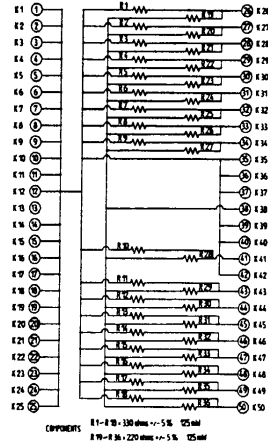 K1 1 R1 R19 26 K26
K2 2 R2 R20 27 K27
K3 3 R3 R21 28 K28
K4 4 R4 R22 29 K29
K5 5 R5 R23 30 K30
K6 6 R6 R24 31 K31
K7 7 R7 R25 32 K32
K8 8 R8 R26 33 K33
K9 9 R9 R27 34 K34
K10 10 35 K35
K11 11 36 K36
K12 12 37 K37
K13 13 38 K38
K14 14 39 K39
K15 15 40 K40
K16 16 R10 R28 41 K41
K17 17 42 K42
K18 18 R11 R29 43 K43
K19 19 R12 R30 44 K44
K20 20 R13 R31 45 K45
K21 21 R14 R32 46 K46
K22 22 R15 R33 47 K47
K23 23 R16 R34 48 K48
K24 24 R17 R35 49 K49
K25 25 R18 R36 50 K50
COMPONENTS R1-R18 = 330 ohms +/- 5% 125mW
R19-R36 = 220 ohms +/- 5% 125mW